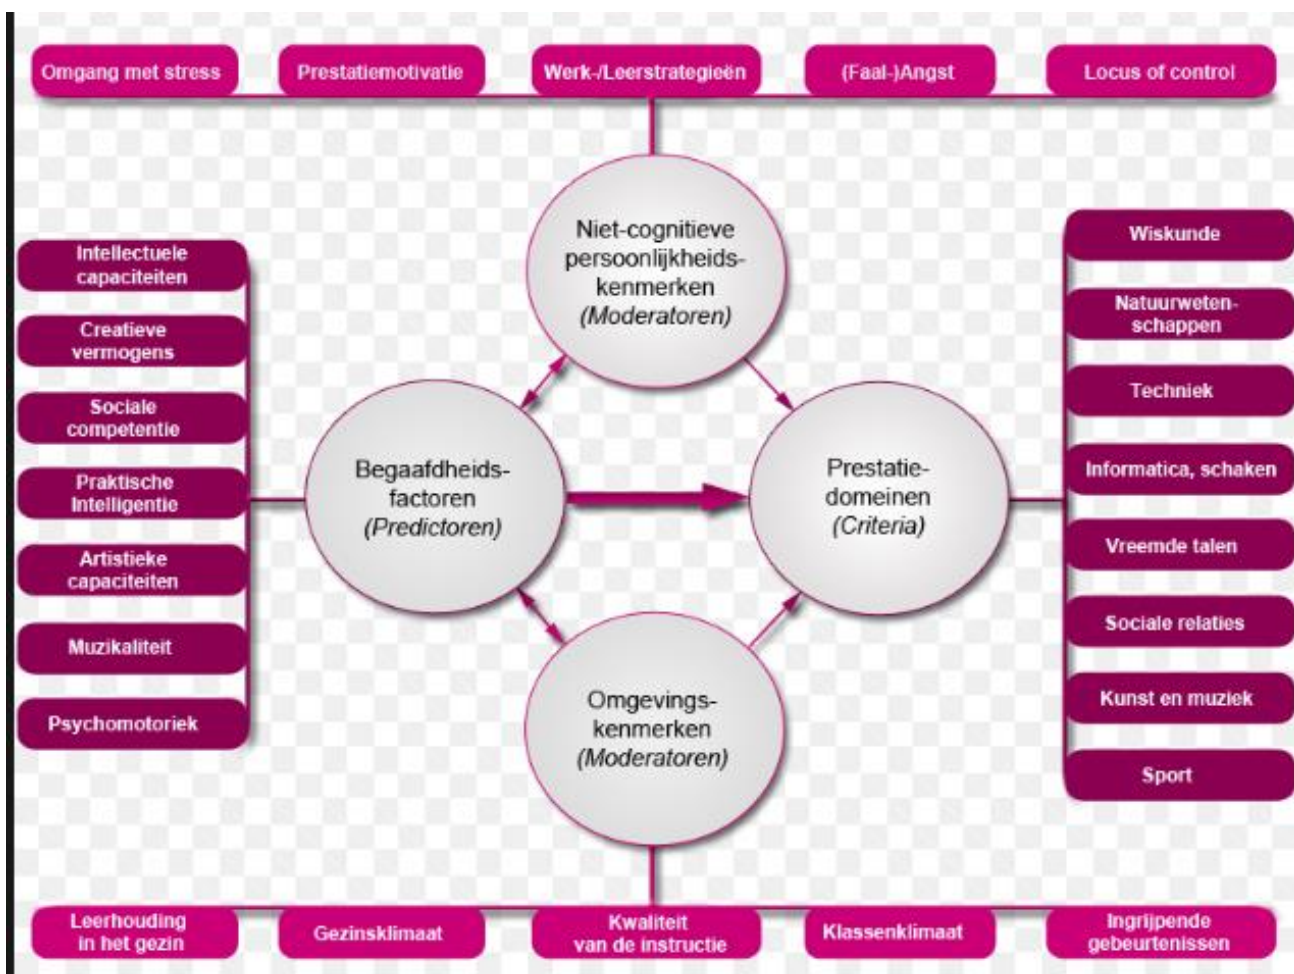 Omgang met stress
Prestatiemotivatie
Werk-/Leerstrategieën
(Faal-)Angst
Locus of control
Niet-cognitieve
persoonlijkheids-
kenmerken
(Moderatoren)
Intellectuele
capaciteiten
Creatieve
vermogens
Sociale
competentie
Praktische
Intelligentie
Artistieke
capaciteiten
Muzikaliteit
Psychomotoriek
Begaafdheids-
factoren
(Predictoren)
Prestatie-
domeinen
(Criteria)
Wiskunde
Natuurweten-
schappen
Techniek
Informatica, schaken
Vreemde talen
Sociale relaties
Kunst en muziek
Sport
Omgevings-
kenmerken
(Moderatoren)
Leerhouding
in het gezin
Gezinsklimaat
Kwaliteit
van de instructie
Klassenklimaat
Ingrijpende
gebeurtenissen